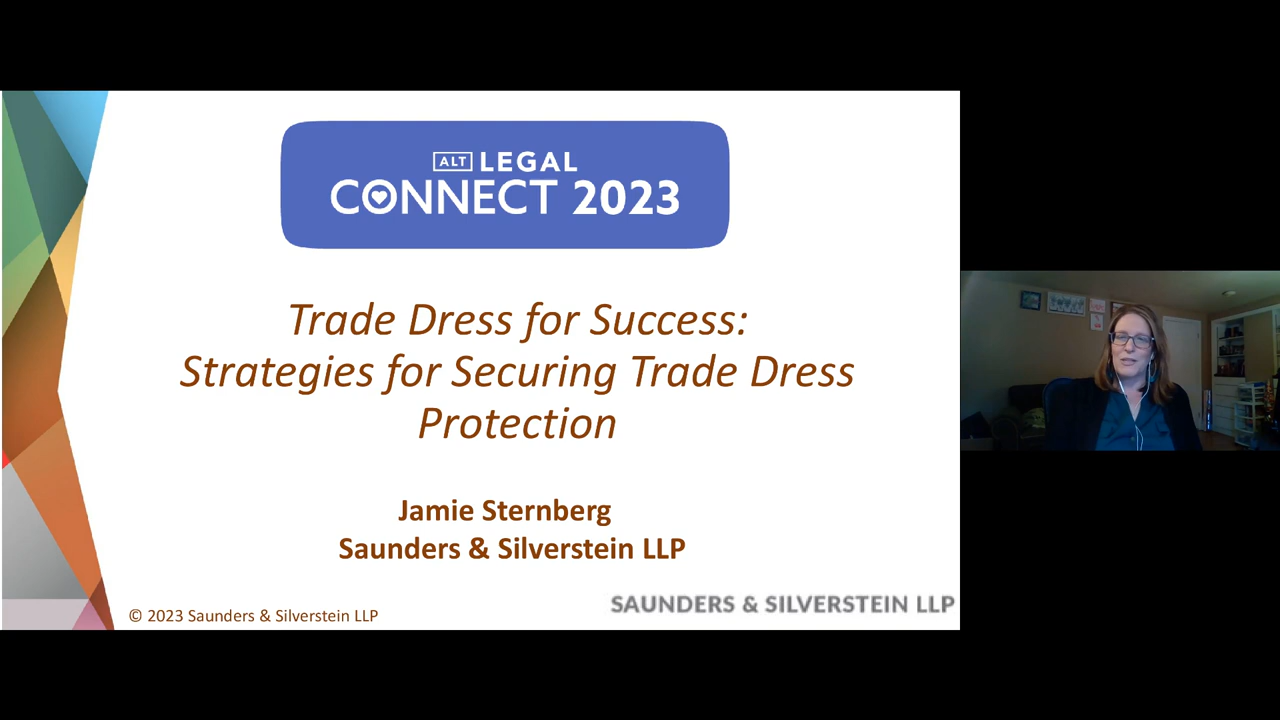 ALT LEGAL
CONNECT 2023
Trade Dress for Success:
Strategies for Securing Trade Dress
Protection
Jamie Sternberg
Saunders & Silverstein LLP
© 2023 Saunders & Silverstein LLP
SAUNDERS & SILVERSTEIN LLP